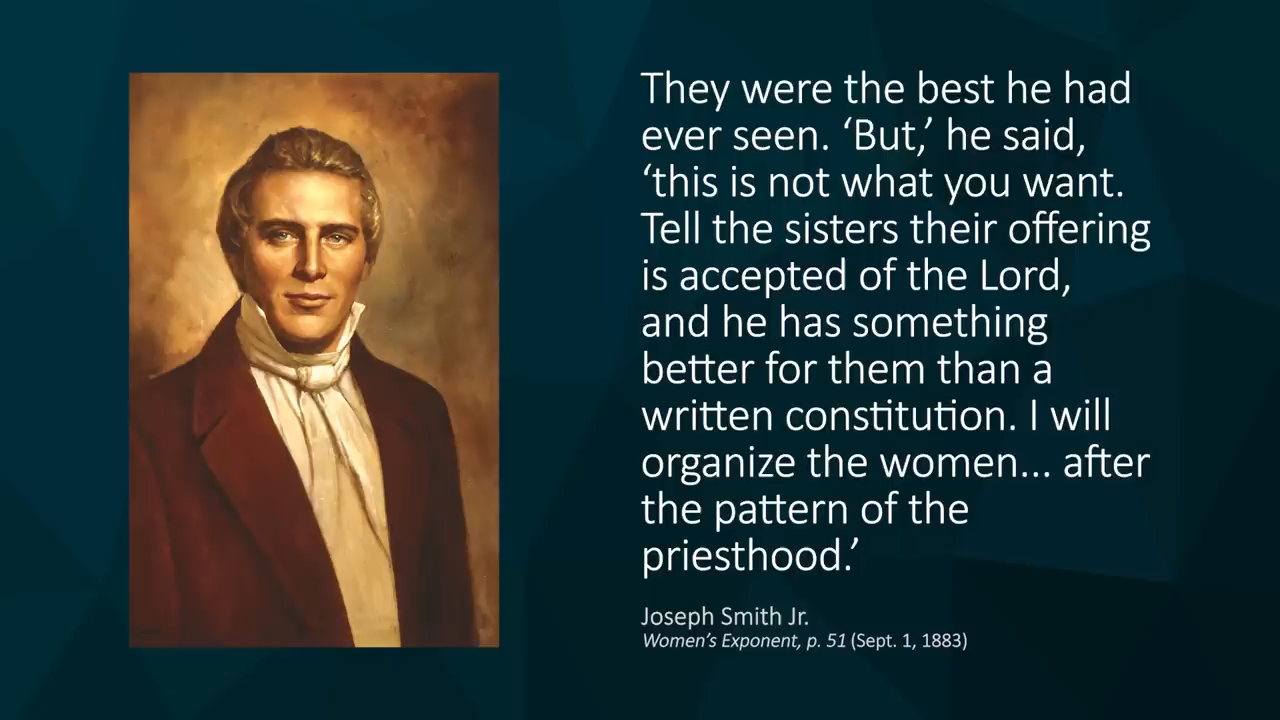 They were the best he had
ever seen. ‘But,’ he said,
‘this is not what you want.
Tell the sisters their offering
is accepted of the Lord,
and he has something
better for them than a
written constitution. I will
organize the women... after
the pattern of the
priesthood.’
Joseph Smith Jr.
Women’s Exponent, p. 51 (Sept. 1, 1883)